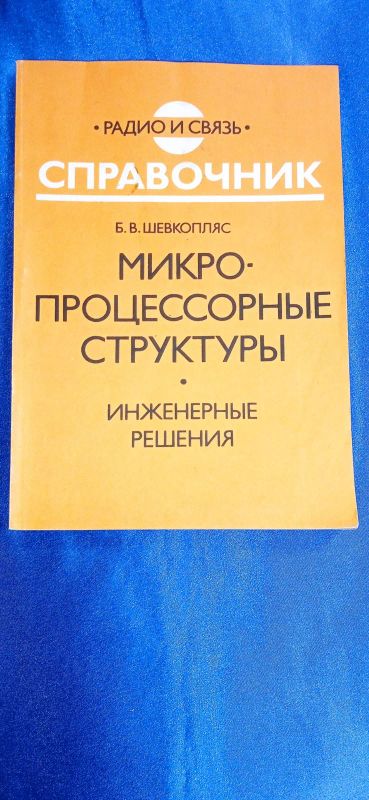 • РАДИО И СВЯЗЬ •
СПРАВОЧНИК
Б. В. ШЕВКОПЛЯС
МИКРО-
ПРОЦЕССОРНЫЕ
СТРУКТУРЫ
•
ИНЖЕНЕРНЫЕ
РЕШЕНИЯ